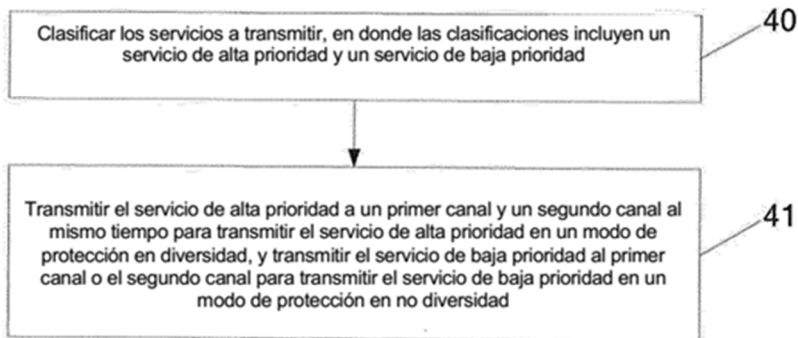 Clasificar los servicios a transmitir, en donde las clasificaciones incluyen un
servicio de alta prioridad y un servicio de baja prioridad
40
Transmitir el servicio de alta prioridad a un primer canal y un segundo canal al
mismo tiempo para transmitir el servicio de alta prioridad en un modo de
protección en diversidad, y transmitir el servicio de baja prioridad al primer
canal o el segundo canal para transmitir el servicio de baja prioridad en un
modo de protección en no diversidad
41